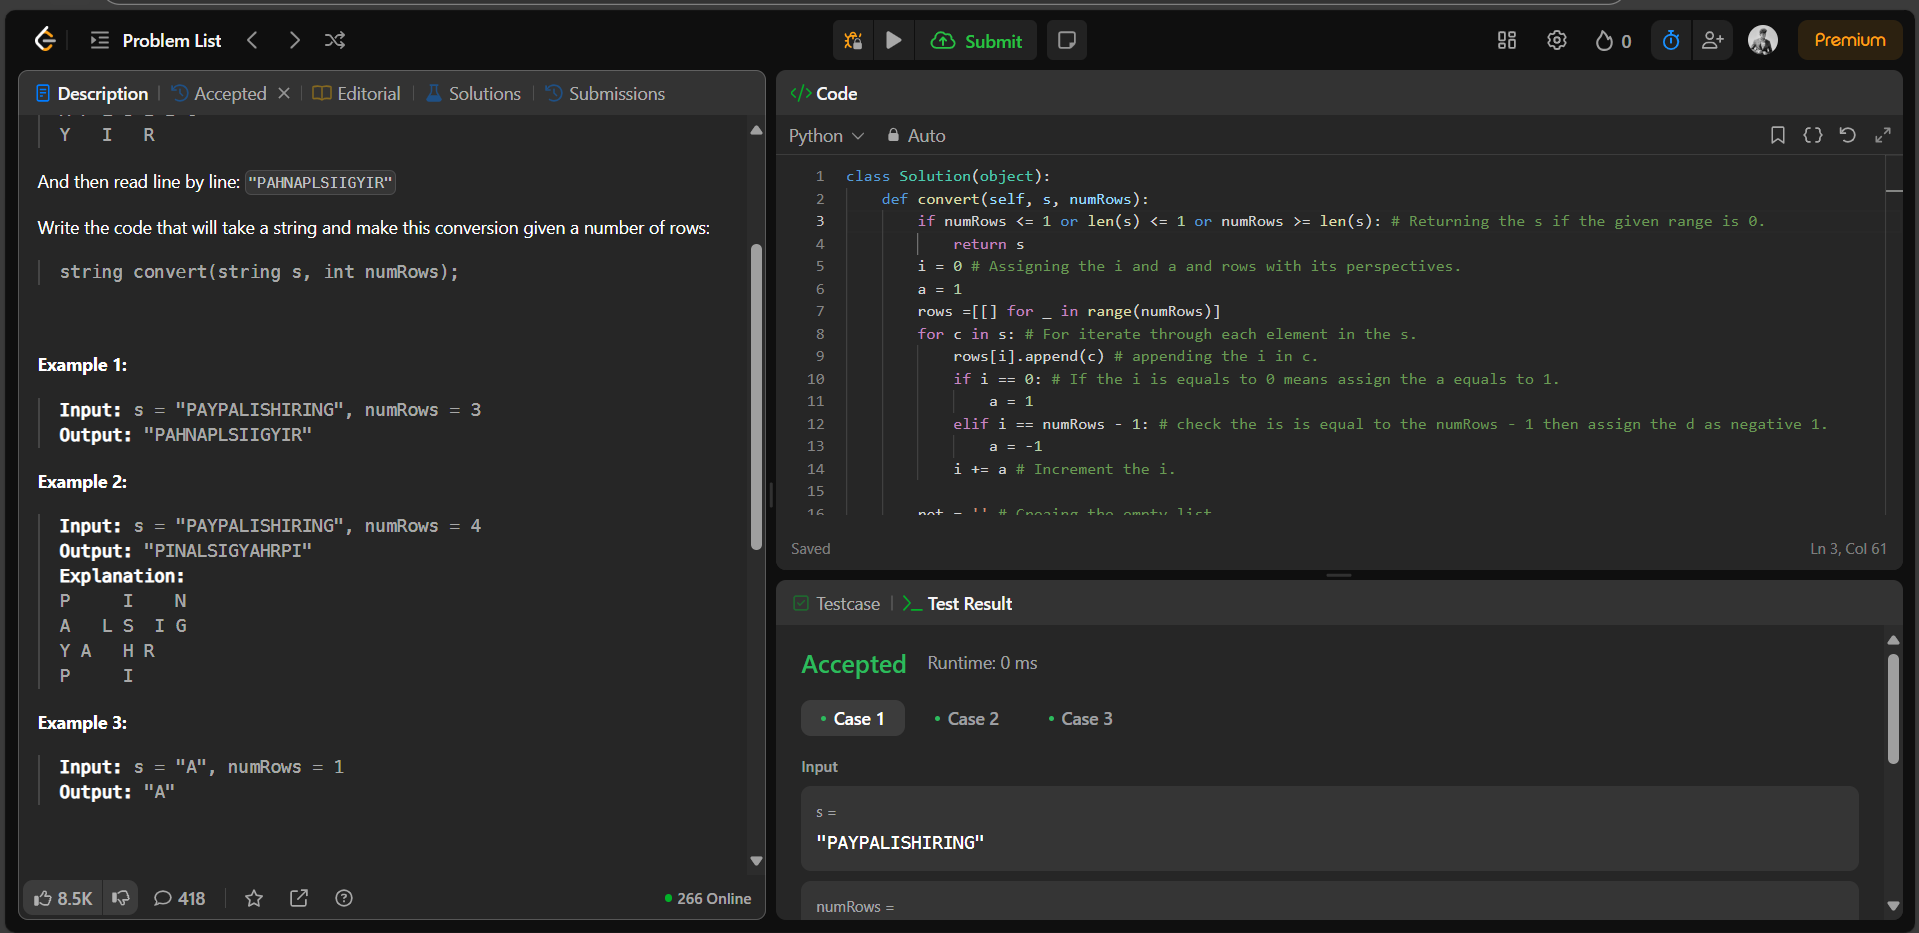 Problem List
Submit
0
Premium
Description
Accepted
Editorial
Solutions
Submissions
Y I R
And then read line by line: "PAHNAPLSIIGYIR"
Write the code that will take a string and make this conversion given a number of rows:
string convert(string s, int numRows);
Example 1:
Input: s = "PAYPALISHIRING", numRows = 3
Output: "PAHNAPLSIIGYIR"
Example 2:
Input: s = "PAYPALISHIRING", numRows = 4
Output: "PINALSIGYAHRPI"
Explanation:
P     I    N
A   L S  I G
Y A   H R
P     I
Example 3:
Input: s = "A", numRows = 1
Output: "A"
8.5K
418
266 Online
</> Code
Python
Auto
1 class Solution(object):
2     def convert(self, s, numRows):
3         if numRows <= 1 or len(s) <= 1 or numRows >= len(s): # Returning the s if the given range is 0.
4             return s
5         i = 0 # Assigning the i and a and rows with its perspectives.
6         a = 1
7         rows =[[] for _ in range(numRows)]
8         for c in s: # For iterate through each element in the s.
9             rows[i].append(c) # appending the i in c.
10             if i == 0: # If the i is equals to 0 means assign the a equals to 1.
11                 a = 1
12             elif i == numRows - 1: # check the is is equal to the numRows - 1 then assign the d as negative 1.
13                 a = -1
14             i += a # Increment the i.
15
16         ret = '' # Creaing the empty list
Saved
Ln 3, Col 61
Testcase
Test Result
Accepted
Runtime: 0 ms
Case 1
Case 2
Case 3
Input
s =
"PAYPALISHIRING"
numRows =